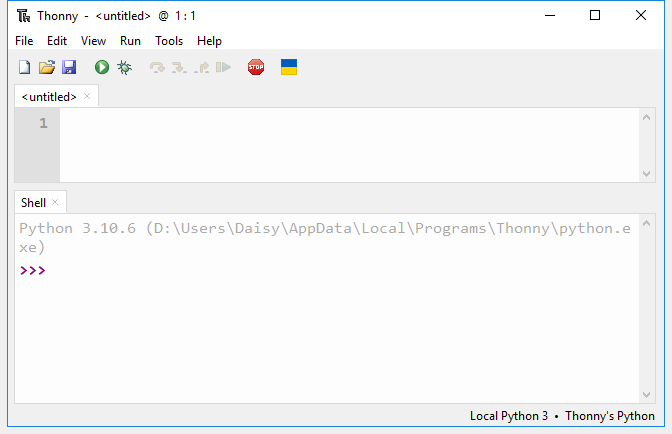 Thonny - <untitled> @ 1:1
File Edit View Run Tools Help
STOP
<untitled> ×
1
Shell ×
Python 3.10.6 (D:\Users\Daisy\AppData\Local\Programs\Thonny\python.e
xe)
>>>
Local Python 3 • Thonny's Python